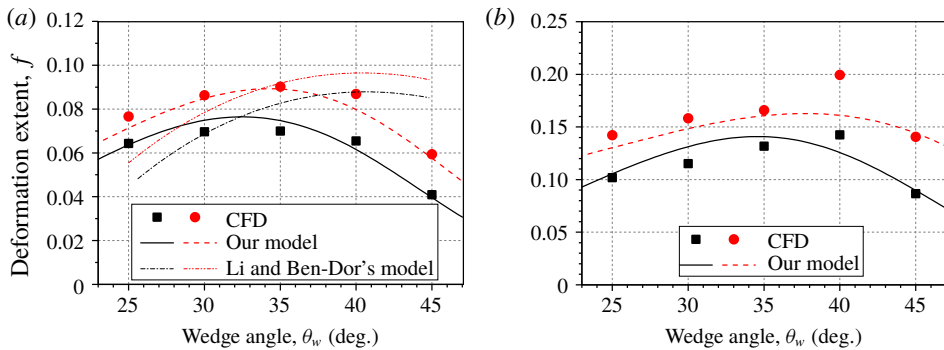 (a)
0.12
0.10
0.08
0.06
0.04
0.02
0
Deformation extent, f
CFD
Our model
Li and Ben-Dor's model
25 30 35 40 45
Wedge angle, θw (deg.)
(b)
0.25
0.20
0.15
0.10
0.05
0.00
CFD
Our model
25 30 35 40 45
Wedge angle, θw (deg.)